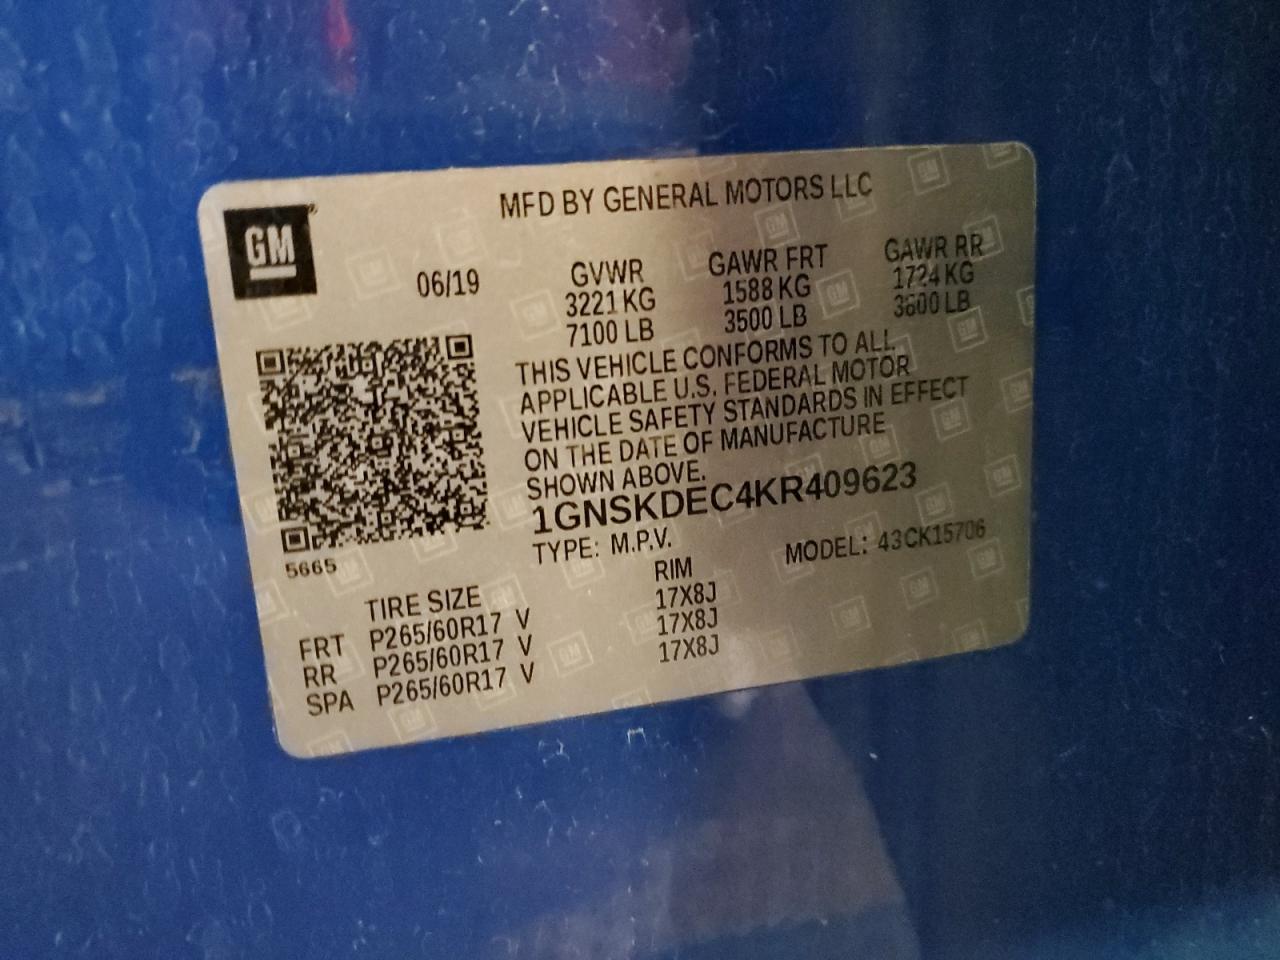 GM
MFD BY GENERAL MOTORS LLC
06/19 GVWR GAWR FRT GAWR RR
3221 KG 1588 KG 1724 KG
7100 LB 3500 LB 3800 LB
THIS VEHICLE CONFORMS TO ALL
APPLICABLE U.S. FEDERAL MOTOR
VEHICLE SAFETY STANDARDS IN EFFECT
ON THE DATE OF MANUFACTURE
SHOWN ABOVE.
1GNSKDEC4KR409623
TYPE: M.P.V. MODEL: 43CK15706
5665
TIRE SIZE RIM
FRT P265/60R17 V 17X8J
RR P265/60R17 V 17X8J
SPA P265/60R17 V 17X8J